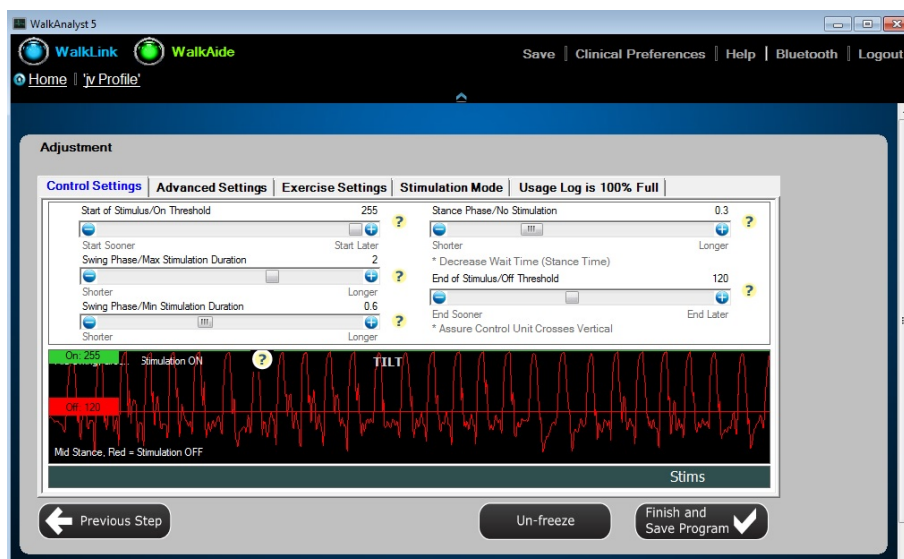 WalkAnalyst 5
WalkLink WalkAide
Save Clinical Preferences Help Bluetooth Logout
Home 'jv Profile'
Adjustment
Control Settings Advanced Settings Exercise Settings Stimulation Mode Usage Log is 100% Full
Start of Stimulus/On Threshold 255
?
Start Sooner Start Later
Swing Phase/Max Stimulation Duration 2
?
Shorter Longer
Swing Phase/Min Stimulation Duration 0.6
?
Shorter Longer
Stance Phase/No Stimulation 0.3
?
Shorter Longer
* Decrease Wait Time (Stance Time)
End of Stimulus/Off Threshold 120
?
End Sooner End Later
* Assure Control Unit Crosses Vertical
On: 255 Stimulation ON ? TILT
Off: 120
Mid Stance, Red = Stimulation OFF
Stims
Previous Step Un-freeze Finish and
Save Program